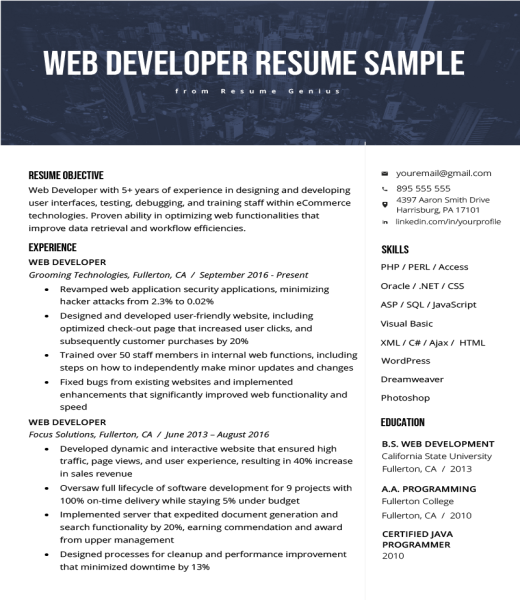 WEB DEVELOPER RESUME SAMPLE
from Resume Genius
RESUME OBJECTIVE
Web Developer with 5+ years of experience in designing and developing
user interfaces, testing, debugging, and training staff within eCommerce
technologies. Proven ability in optimizing web functionalities that
improve data retrieval and workflow efficiencies.
EXPERIENCE
WEB DEVELOPER
Grooming Technologies, Fullerton, CA / September 2016 - Present
• Revamped web application security applications, minimizing
hacker attacks from 2.3% to 0.02%
• Designed and developed user-friendly website, including
optimized check-out page that increased user clicks, and
subsequently customer purchases by 20%
• Trained over 50 staff members in internal web functions, including
steps on how to independently make minor updates and changes
• Fixed bugs from existing websites and implemented
enhancements that significantly improved web functionality and
speed
WEB DEVELOPER
Focus Solutions, Fullerton, CA / June 2013 – August 2016
• Developed dynamic and interactive website that ensured high
traffic, page views, and user experience, resulting in 40% increase
in sales revenue
• Oversaw full lifecycle of software development for 9 projects with
100% on-time delivery while staying 5% under budget
• Implemented server that expedited document generation and
search functionality by 20%, earning commendation and award
from upper management
• Designed processes for cleanup and performance improvement
that minimized downtime by 13%
youremail@gmail.com
895 555 555
4397 Aaron Smith Drive
Harrisburg, PA 17101
linkedin.com/in/yourprofile
SKILLS
PHP / PERL / Access
Oracle / .NET / CSS
ASP / SQL / JavaScript
Visual Basic
XML / C# / Ajax / HTML
WordPress
Dreamweaver
Photoshop
EDUCATION
B.S. WEB DEVELOPMENT
California State University
Fullerton, CA / 2013
A.A. PROGRAMMING
Fullerton College
Fullerton, CA / 2010
CERTIFIED JAVA
PROGRAMMER
2010